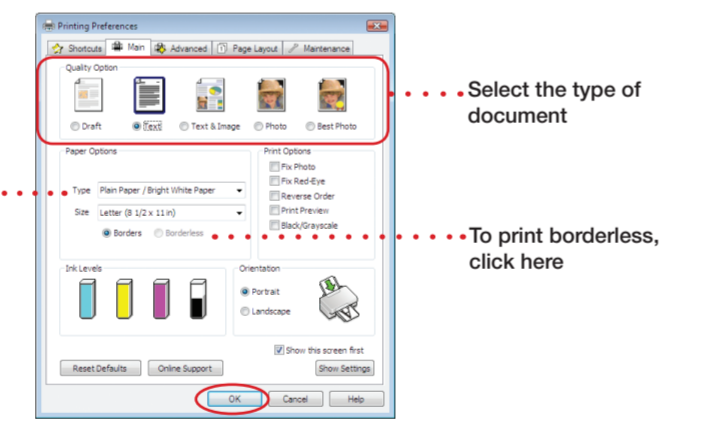 Printing Preferences
Shortcuts Main Advanced Page Layout Maintenance
Quality Option
Draft Text Text & Image Photo Best Photo
Select the type of
document
Paper Options
Type Plain Paper / Bright White Paper
Size Letter (8 1/2 x 11 in)
Borders Borderless
Print Options
Fix Photo
Fix Red-Eye
Reverse Order
Print Preview
Black/Grayscale
To print borderless,
click here
Ink Levels
Orientation
Portrait
Landscape
Show this screen first
Reset Defaults Online Support Show Settings
OK Cancel Help